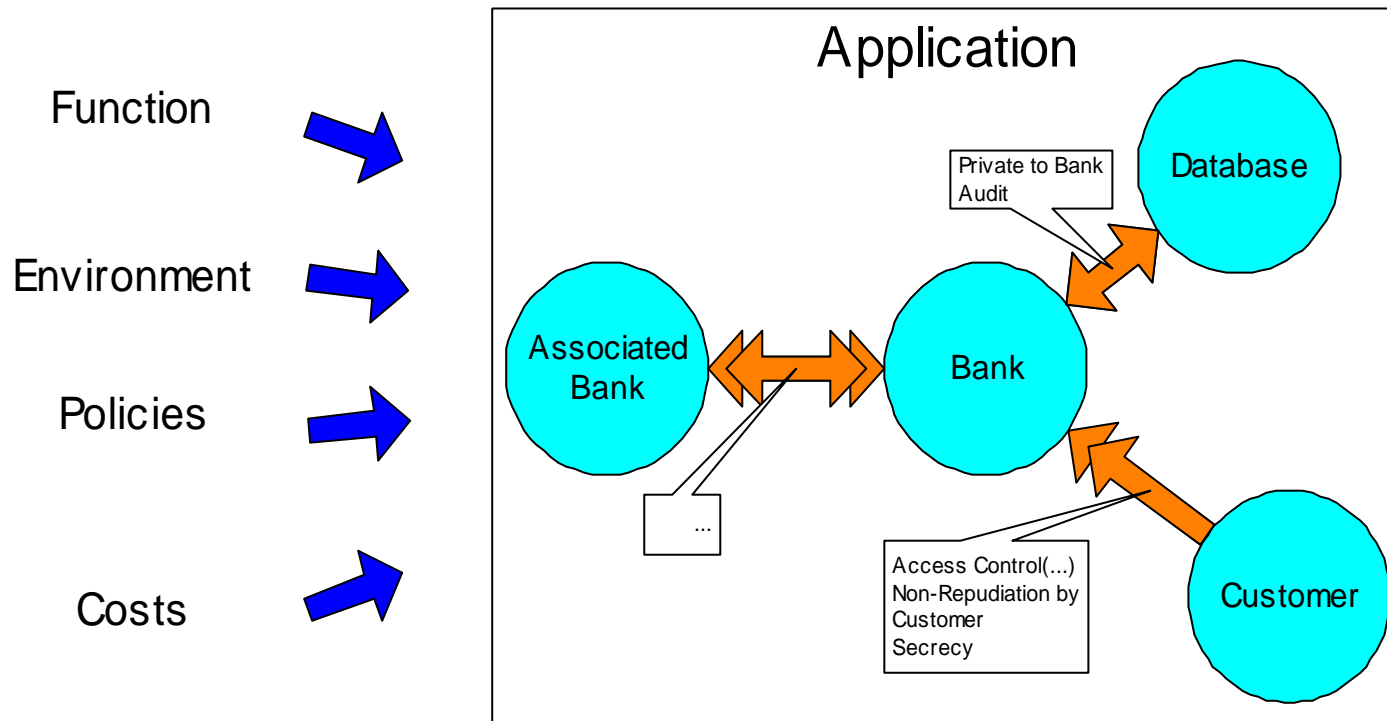 Application
Function
Environment
Policies
Costs
Private to Bank
Audit
Database
Associated
Bank
Bank
...
Access Control(...)
Non-Repudiation by
Customer
Secrecy
Customer